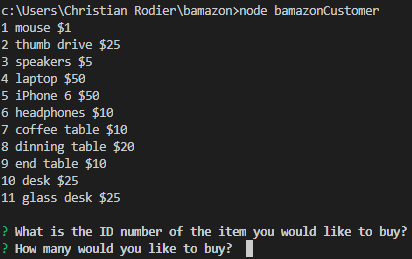 c:\Users\Christian Rodier\bamazon>node bamazonCustomer
1 mouse $1
2 thumb drive $25
3 speakers $5
4 laptop $50
5 iPhone 6 $50
6 headphones $10
7 coffee table $10
8 dinning table $20
9 end table $10
10 desk $25
11 glass desk $25
? What is the ID number of the item you would like to buy?
? How many would you like to buy?